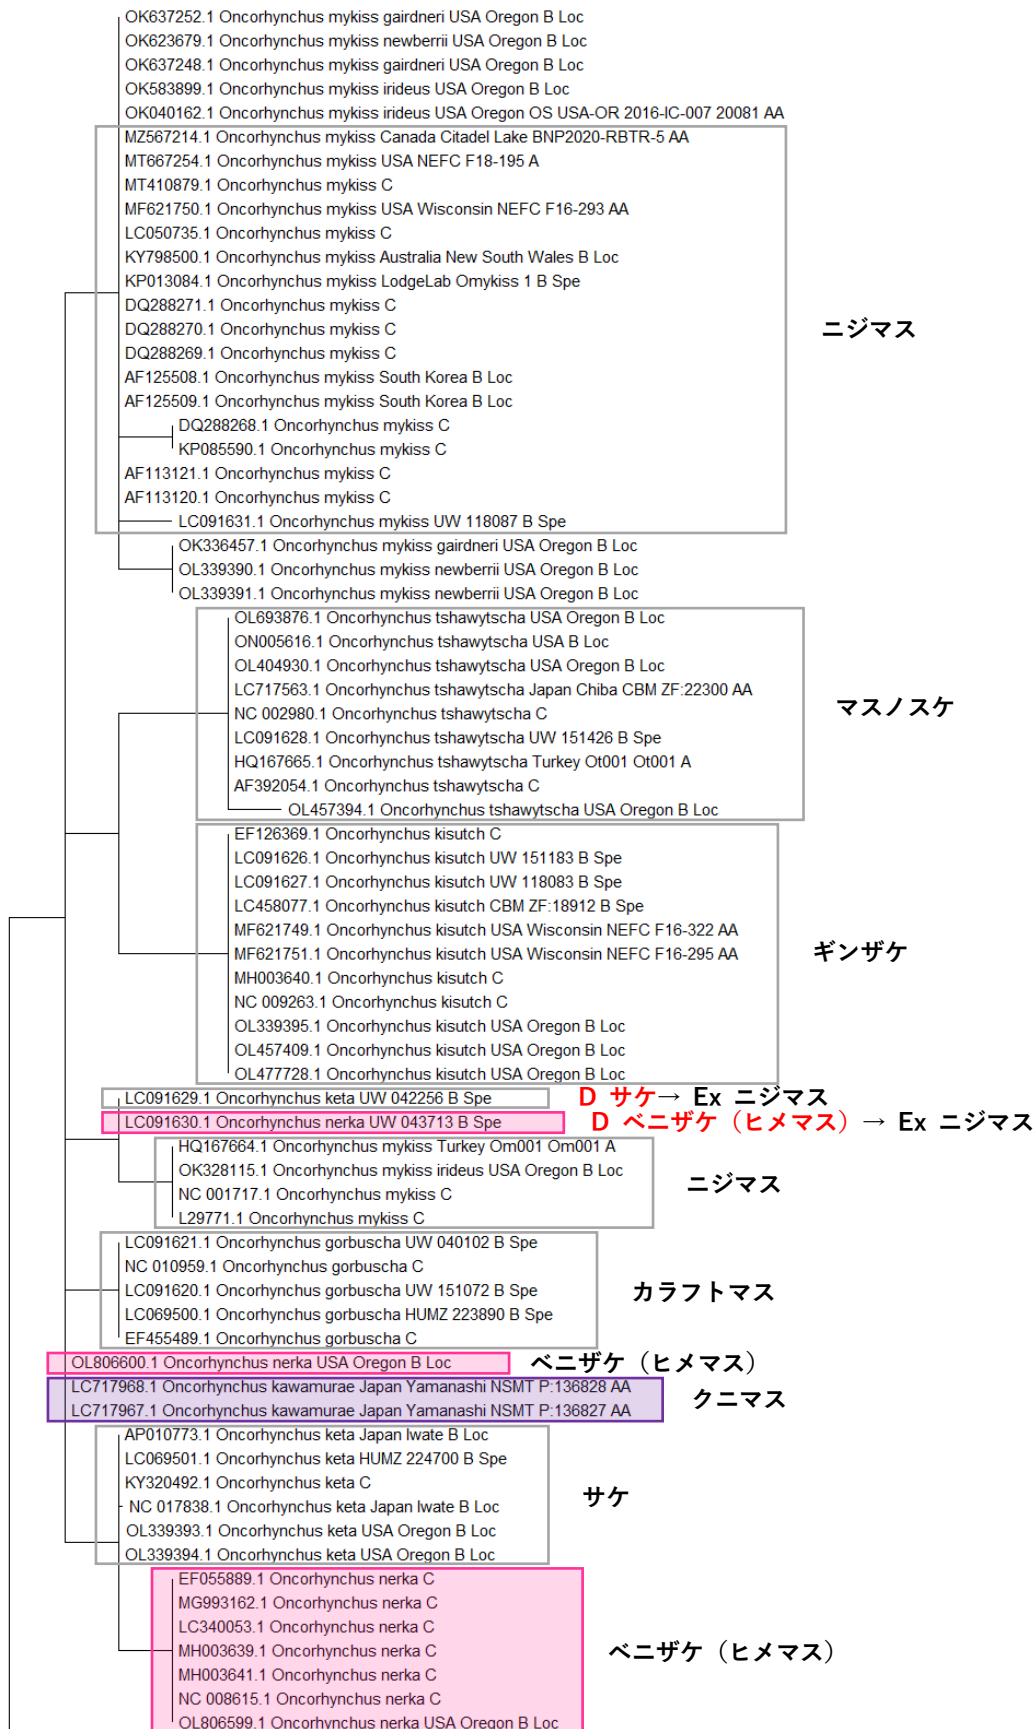 OK637252.1 Oncorhynchus mykiss gairdneri USA Oregon B Loc
OK623679.1 Oncorhynchus mykiss newberrii USA Oregon B Loc
OK637248.1 Oncorhynchus mykiss gairdneri USA Oregon B Loc
OK583899.1 Oncorhynchus mykiss irideus USA Oregon B Loc
OK040162.1 Oncorhynchus mykiss irideus USA Oregon OS USA-OR 2016-IC-007 20081 AA
MZ567214.1 Oncorhynchus mykiss Canada Citadel Lake BNP2020-RBTR-5 AA
MT667254.1 Oncorhynchus mykiss USA NEFC F18-195 A
MT410879.1 Oncorhynchus mykiss C
MF621750.1 Oncorhynchus mykiss USA Wisconsin NEFC F16-293 AA
LC050735.1 Oncorhynchus mykiss C
KY798500.1 Oncorhynchus mykiss Australia New South Wales B Loc
KP013084.1 Oncorhynchus mykiss LodgeLab Omykiss 1 B Spe
DQ288271.1 Oncorhynchus mykiss C
DQ288270.1 Oncorhynchus mykiss C
ニジマス
DQ288269.1 Oncorhynchus mykiss C
AF125508.1 Oncorhynchus mykiss South Korea B Loc
AF125509.1 Oncorhynchus mykiss South Korea B Loc
DQ288268.1 Oncorhynchus mykiss C
KP085590.1 Oncorhynchus mykiss C
AF113121.1 Oncorhynchus mykiss C
AF113120.1 Oncorhynchus mykiss C
LC091631.1 Oncorhynchus mykiss UW 118087 B Spe
OK336457.1 Oncorhynchus mykiss gairdneri USA Oregon B Loc
OL339390.1 Oncorhynchus mykiss newberrii USA Oregon B Loc
OL339391.1 Oncorhynchus mykiss newberrii USA Oregon B Loc
OL693876.1 Oncorhynchus tshawytscha USA Oregon B Loc
ON005616.1 Oncorhynchus tshawytscha USA B Loc
OL404930.1 Oncorhynchus tshawytscha USA Oregon B Loc
LC717563.1 Oncorhynchus tshawytscha Japan Chiba CBM ZF:22300 AA
マスノスケ
NC 002980.1 Oncorhynchus tshawytscha C
LC091628.1 Oncorhynchus tshawytscha UW 151426 B Spe
HQ167665.1 Oncorhynchus tshawytscha Turkey Ot001 Ot001 A
AF392054.1 Oncorhynchus tshawytscha C
OL457394.1 Oncorhynchus tshawytscha USA Oregon B Loc
EF126369.1 Oncorhynchus kisutch C
LC091626.1 Oncorhynchus kisutch UW 151183 B Spe
LC091627.1 Oncorhynchus kisutch UW 118083 B Spe
LC458077.1 Oncorhynchus kisutch CBM ZF:18912 B Spe
MF621749.1 Oncorhynchus kisutch USA Wisconsin NEFC F16-322 AA
MF621751.1 Oncorhynchus kisutch USA Wisconsin NEFC F16-295 AA
ギンザケ
MH003640.1 Oncorhynchus kisutch C
NC 009263.1 Oncorhynchus kisutch C
OL339395.1 Oncorhynchus kisutch USA Oregon B Loc
OL457409.1 Oncorhynchus kisutch USA Oregon B Loc
OL477728.1 Oncorhynchus kisutch USA Oregon B Loc
LC091629.1 Oncorhynchus keta UW 042256 B Spe D サケ→ Ex ニジマス
LC091630.1 Oncorhynchus nerka UW 043713 B Spe D ベニザケ（ヒメマス）→ Ex ニジマス
HQ167664.1 Oncorhynchus mykiss Turkey Om001 Om001 A
OK328115.1 Oncorhynchus mykiss irideus USA Oregon B Loc
ニジマス
NC 001717.1 Oncorhynchus mykiss C
L29771.1 Oncorhynchus mykiss C
LC091621.1 Oncorhynchus gorbuscha UW 040102 B Spe
NC 010959.1 Oncorhynchus gorbuscha C
LC091620.1 Oncorhynchus gorbuscha UW 151072 B Spe
カラフトマス
LC069500.1 Oncorhynchus gorbuscha HUMZ 223890 B Spe
EF455489.1 Oncorhynchus gorbuscha C
OL806600.1 Oncorhynchus nerka USA Oregon B Loc ベニザケ（ヒメマス）
LC717968.1 Oncorhynchus kawamurae Japan Yamanashi NSMT P:136828 AA
クニマス
LC717967.1 Oncorhynchus kawamurae Japan Yamanashi NSMT P:136827 AA
AP010773.1 Oncorhynchus keta Japan Iwate B Loc
LC069501.1 Oncorhynchus keta HUMZ 224700 B Spe
KY320492.1 Oncorhynchus keta C
サケ
NC 017838.1 Oncorhynchus keta Japan Iwate B Loc
OL339393.1 Oncorhynchus keta USA Oregon B Loc
OL339394.1 Oncorhynchus keta USA Oregon B Loc
EF055889.1 Oncorhynchus nerka C
MG993162.1 Oncorhynchus nerka C
LC340053.1 Oncorhynchus nerka C
MH003639.1 Oncorhynchus nerka C
ベニザケ（ヒメマス）
MH003641.1 Oncorhynchus nerka C
NC 008615.1 Oncorhynchus nerka C
OL806599.1 Oncorhynchus nerka USA Oregon B Loc